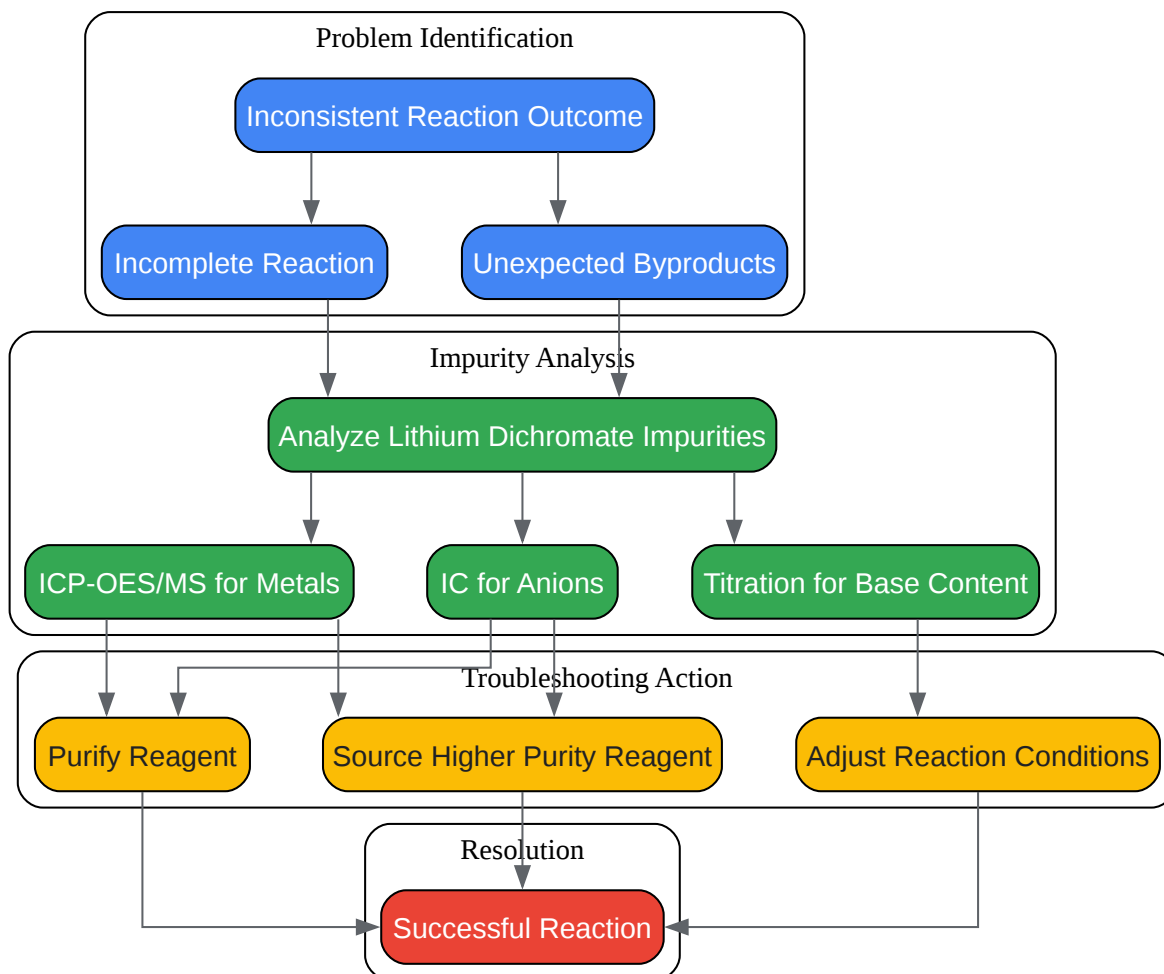 Problem Identification
Inconsistent Reaction Outcome
Incomplete Reaction
Unexpected Byproducts
Impurity Analysis
Analyze Lithium Dichromate Impurities
ICP-OES/MS for Metals
IC for Anions
Titration for Base Content
Troubleshooting Action
Purify Reagent
Source Higher Purity Reagent
Adjust Reaction Conditions
Resolution
Successful Reaction